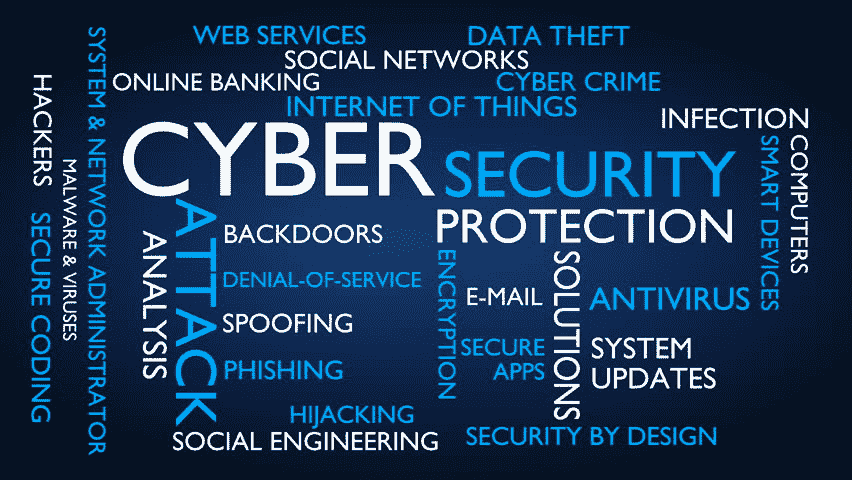 WEB SERVICES
DATA THEFT
SOCIAL NETWORKS
ONLINE BANKING
CYBER CRIME
INTERNET OF THINGS
INFECTION
CYBER
SECURITY
PROTECTION
HACKERS
SYSTEM & NETWORK ADMINISTRATOR
MALWARE & VIRUSES
SECURE CODING
ANALYSIS
ATTACK
BACKDOORS
DENIAL-OF-SERVICE
SPOOFING
PHISHING
HIJACKING
SOCIAL ENGINEERING
ENCRYPTION
E-MAIL
SECURE
APPS
SOLUTIONS
ANTIVIRUS
SYSTEM
UPDATES
SECURITY BY DESIGN
SMART DEVICES
COMPUTERS